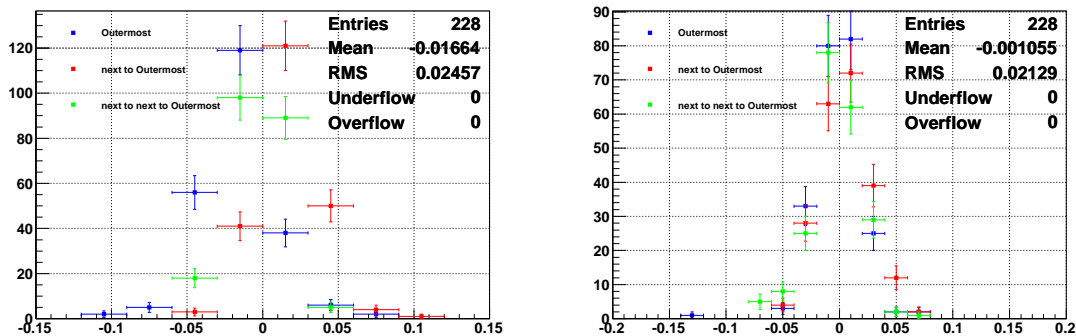 Outermost
next to Outermost
next to next to Outermost
Entries 228
Mean -0.01664
RMS 0.02457
Underflow 0
Overflow 0
120
100
80
60
40
20
0
-0.15 -0.1 -0.05 0 0.05 0.1 0.15
Outermost
next to Outermost
next to next to Outermost
Entries 228
Mean -0.001055
RMS 0.02129
Underflow 0
Overflow 0
90
80
70
60
50
40
30
20
10
0
-0.2 -0.15 -0.1 -0.05 0 0.05 0.1 0.15 0.2